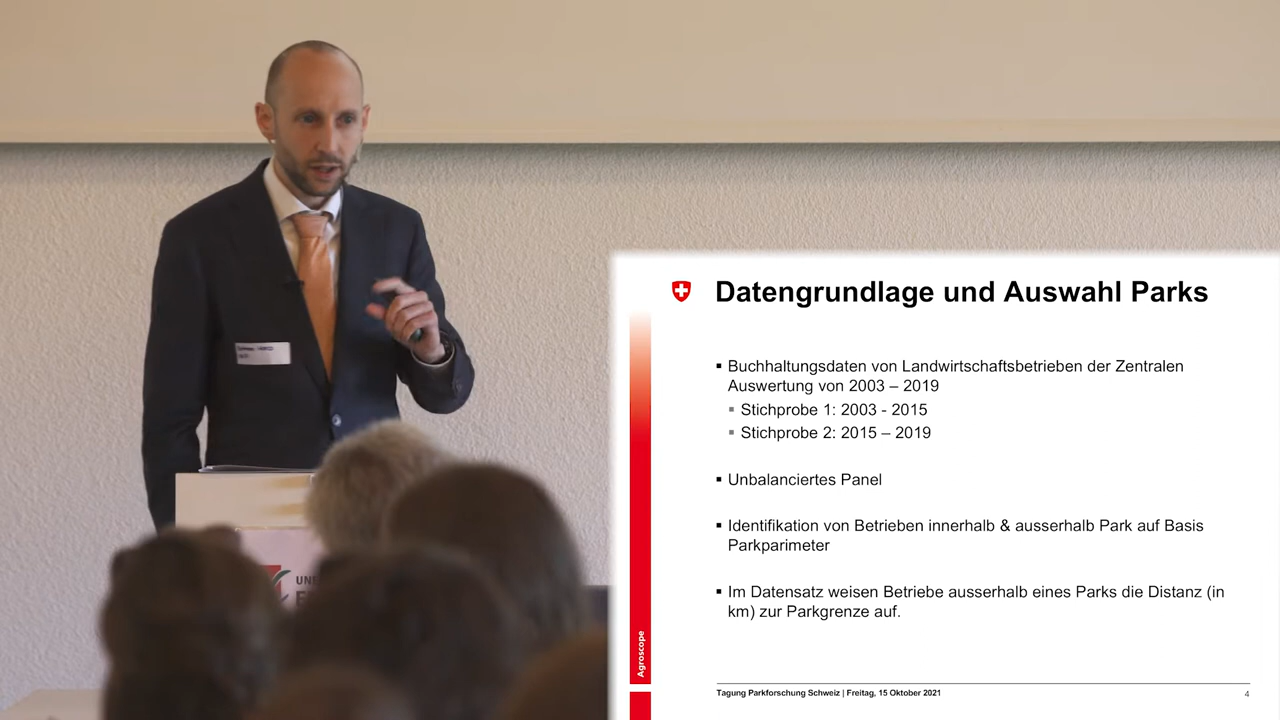 Datengrundlage und Auswahl Parks
▪ Buchhaltungsdaten von Landwirtschaftsbetrieben der Zentralen
Auswertung von 2003 – 2019
▪ Stichprobe 1: 2003 - 2015
▪ Stichprobe 2: 2015 – 2019
▪ Unbalanciertes Panel
▪ Identifikation von Betrieben innerhalb & ausserhalb Park auf Basis
Parkparimeter
▪ Im Datensatz weisen Betriebe ausserhalb eines Parks die Distanz (in
km) zur Parkgrenze auf.
Agroscope
Tagung Parkforschung Schweiz | Freitag, 15 Oktober 2021
4